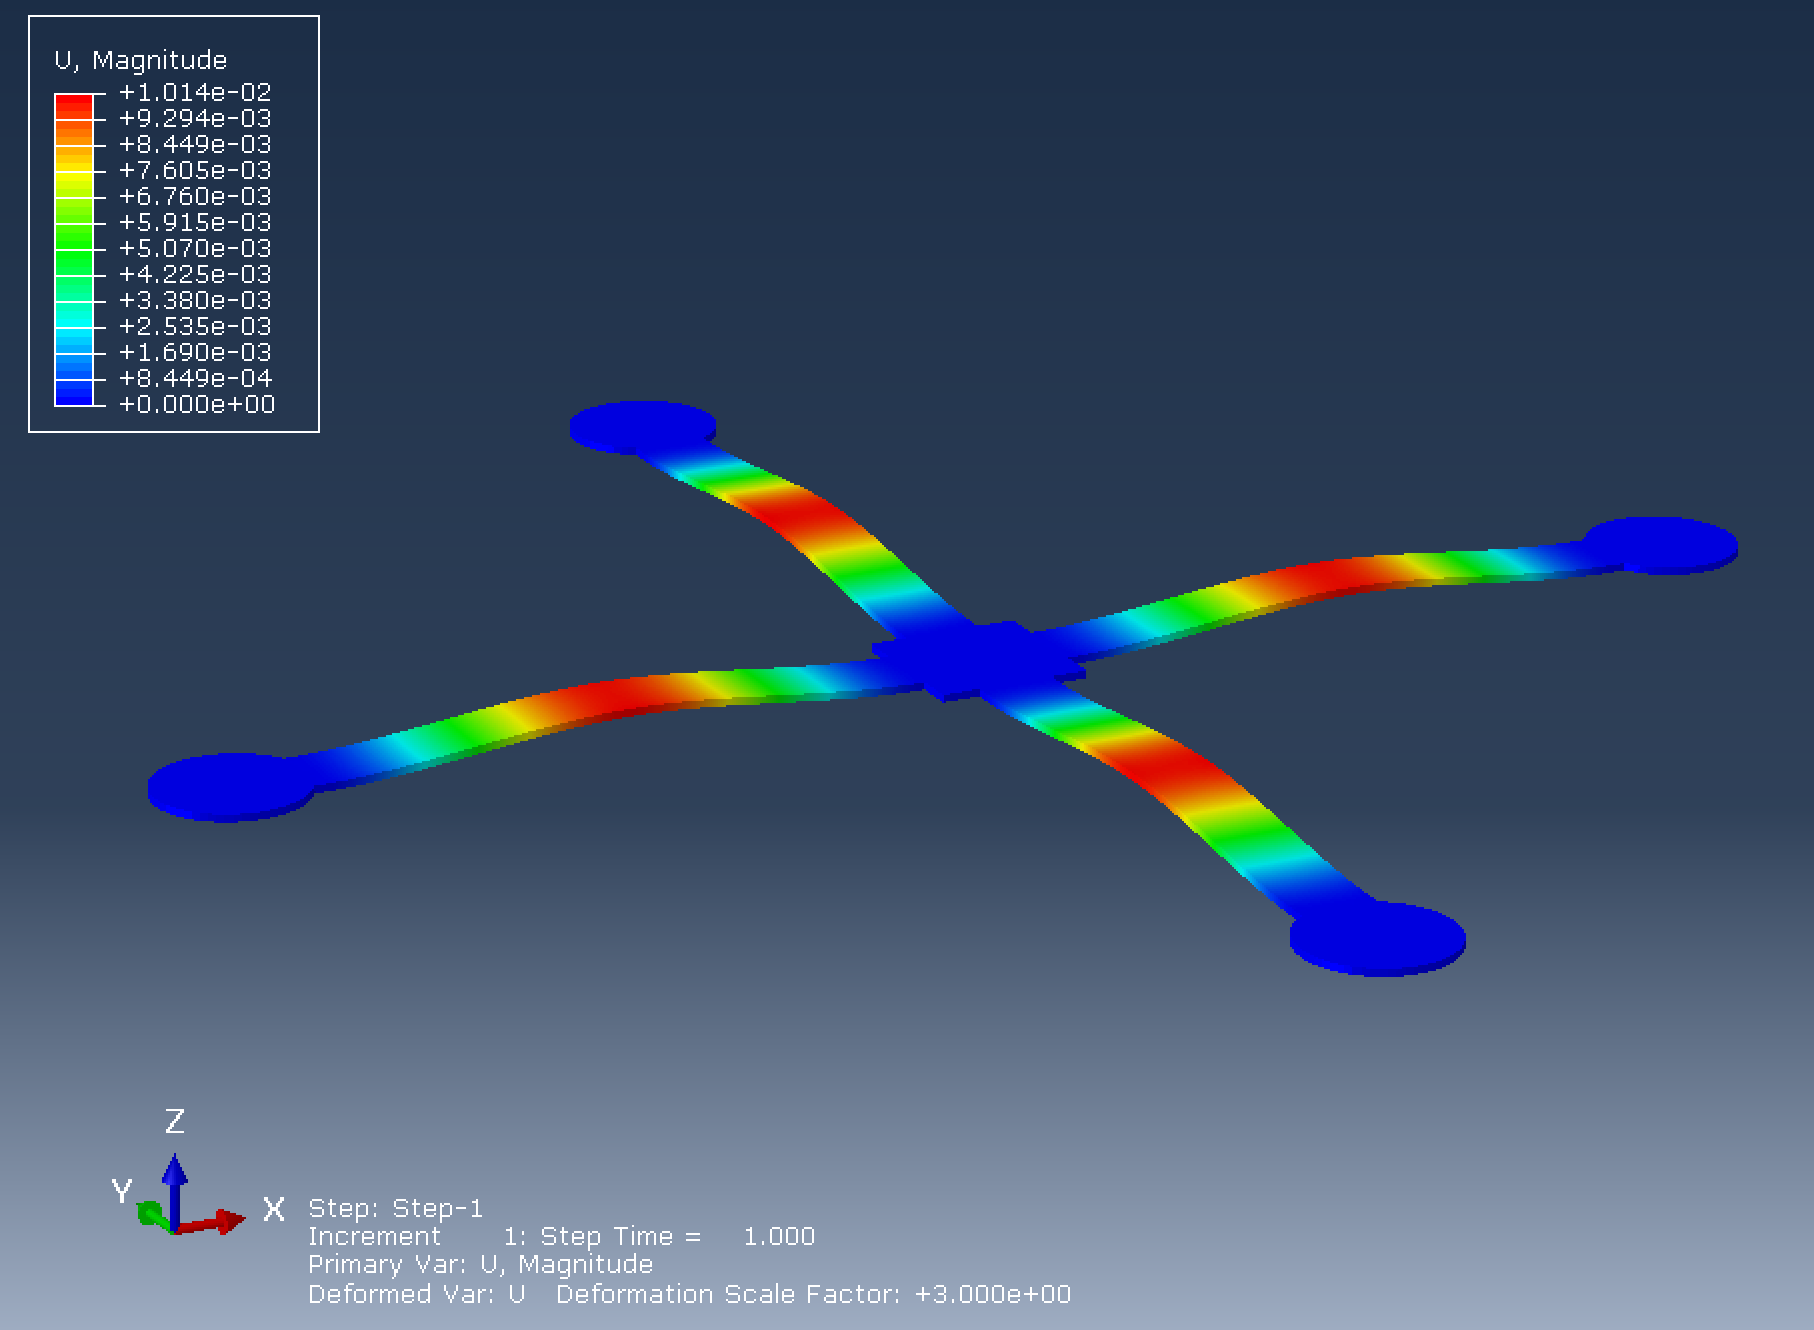 U, Magnitude
+1.014e-02
+9.294e-03
+8.449e-03
+7.605e-03
+6.760e-03
+5.915e-03
+5.070e-03
+4.225e-03
+3.380e-03
+2.535e-03
+1.690e-03
+8.449e-04
+0.000e+00
Z
Y
X
Step: Step-1
Increment 1: Step Time = 1.000
Primary Var: U, Magnitude
Deformed Var: U Deformation Scale Factor: +3.000e+00